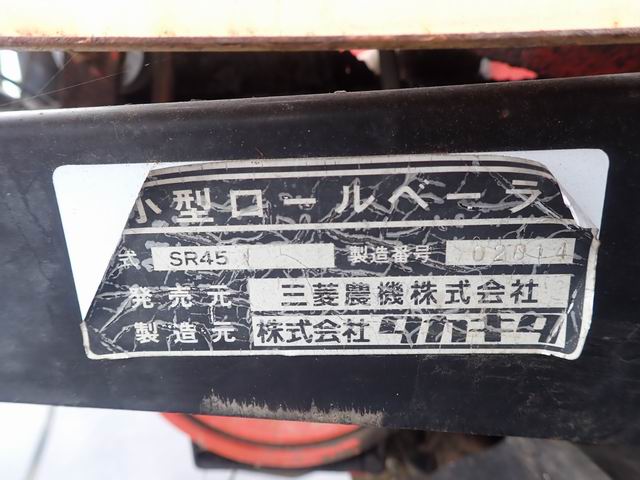 小型ロールベーラ
式 SR45 製造番号 02814
発売元 三菱農機株式会社
製造元 株式会社タカキタ